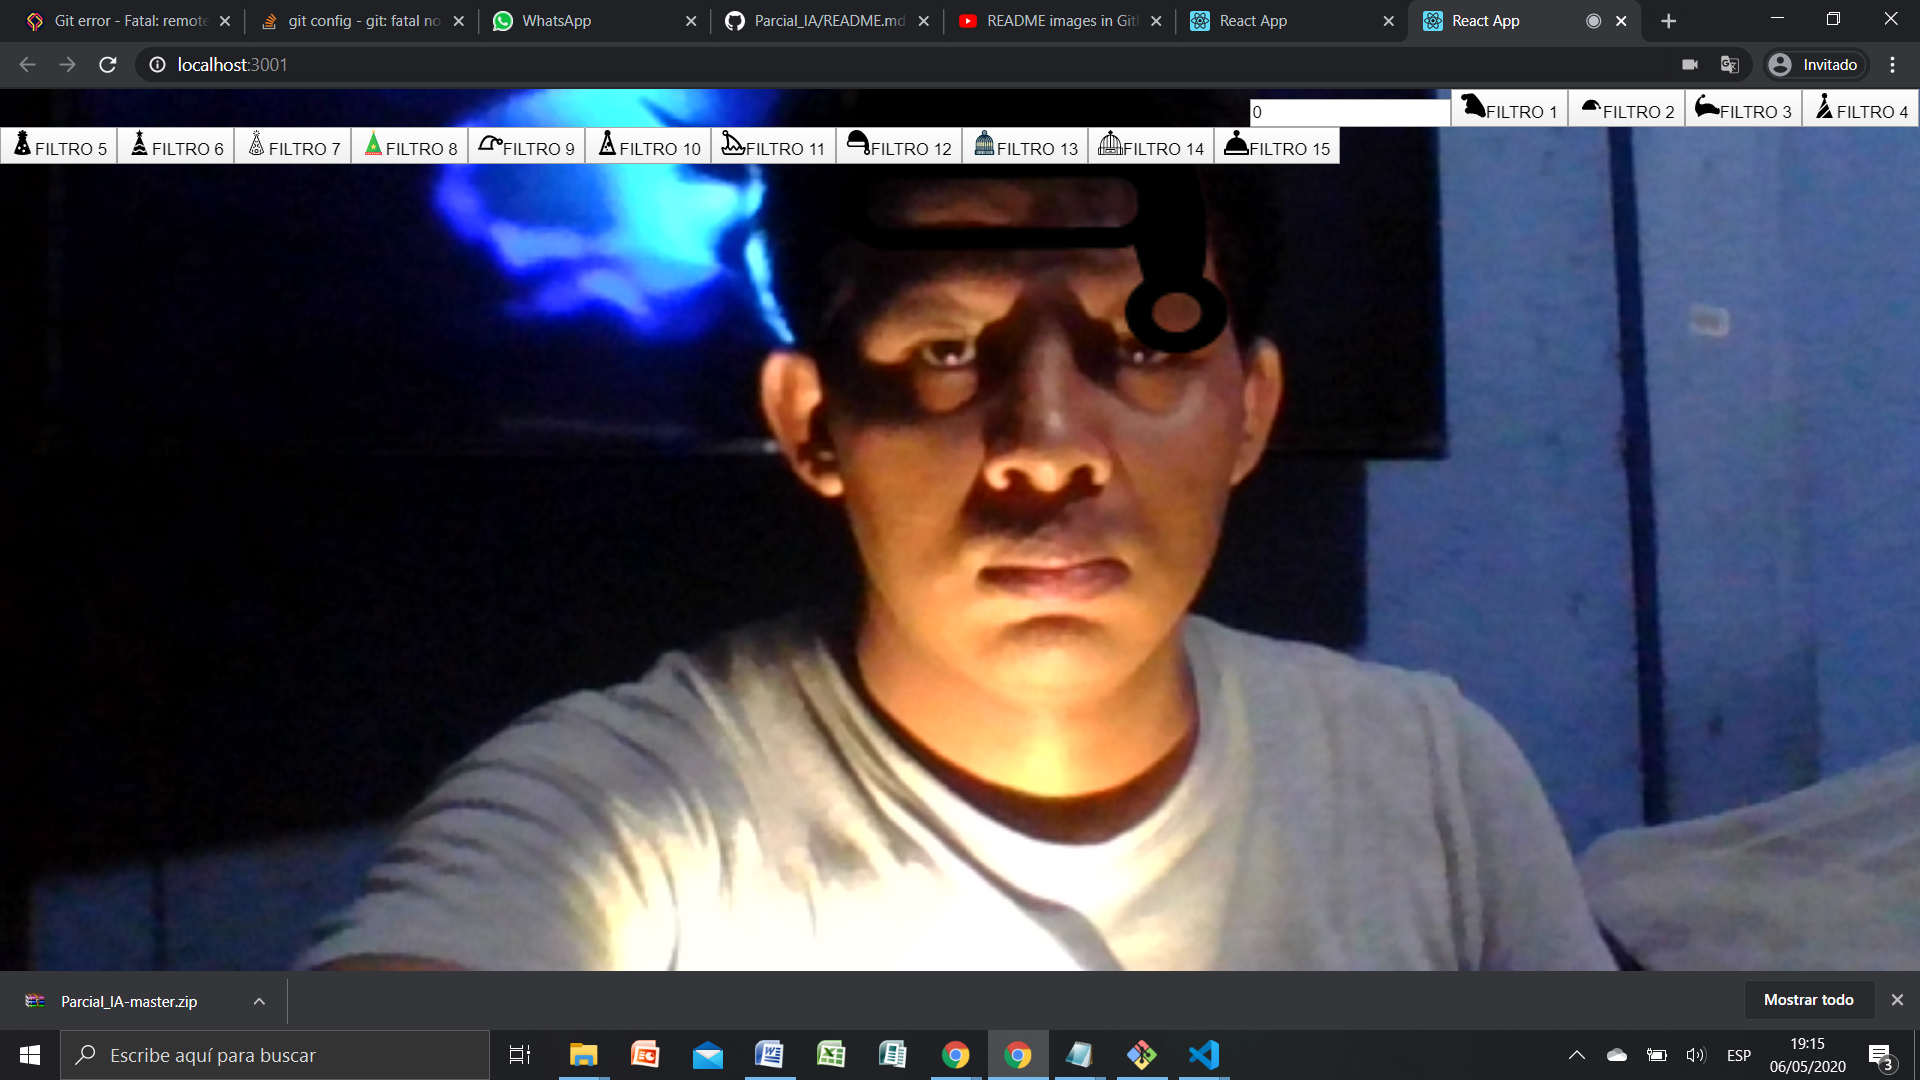 Git error - Fatal: remote
git config - git: fatal no
WhatsApp
Parcial_IA/README.md
README images in Git
React App
React App
localhost:3001
Invitado
0
FILTRO 1
FILTRO 2
FILTRO 3
FILTRO 4
FILTRO 5
FILTRO 6
FILTRO 7
FILTRO 8
FILTRO 9
FILTRO 10
FILTRO 11
FILTRO 12
FILTRO 13
FILTRO 14
FILTRO 15
Parcial_IA-master.zip
Mostrar todo
Escribe aquí para buscar
ESP
19:15
06/05/2020
3